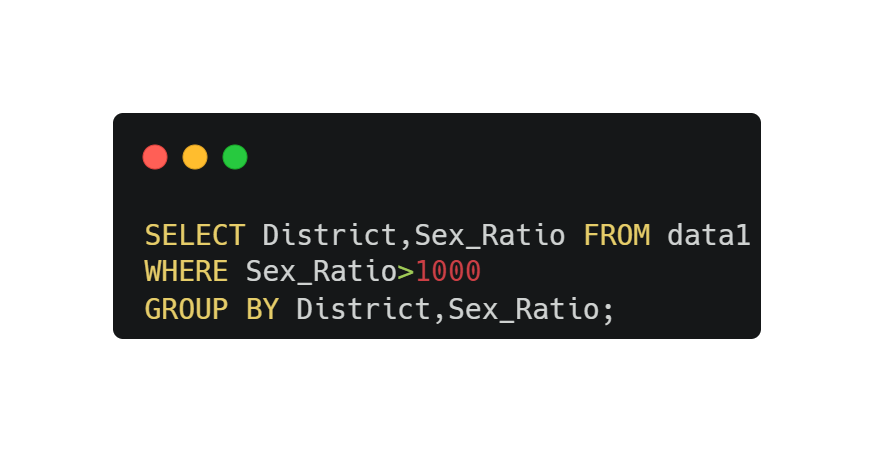 SELECT District,Sex_Ratio FROM data1
WHERE Sex_Ratio>1000
GROUP BY District,Sex_Ratio;